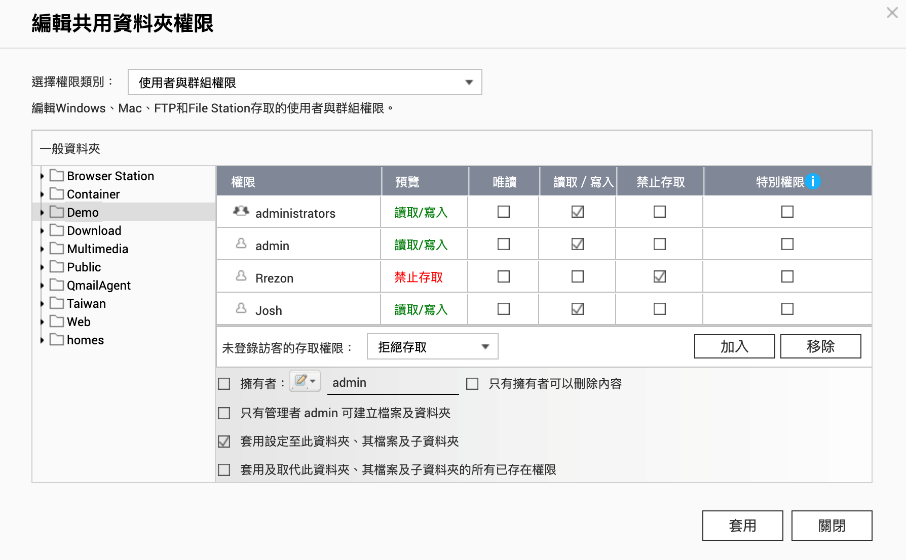 編輯共用資料夾權限
選擇權限類別： 使用者與群組權限
編輯Windows、Mac、FTP和File Station存取的使用者與群組權限。
一般資料夾
Browser Station
Container
Demo
Download
Multimedia
Public
QmailAgent
Taiwan
Web
homes
權限 預覽 唯讀 讀取 / 寫入 禁止存取 特別權限
administrators 讀取/寫入
admin 讀取/寫入
Rrezon 禁止存取
Josh 讀取/寫入
未登錄訪客的存取權限： 拒絕存取 加入 移除
擁有者： admin 只有擁有者可以刪除內容
只有管理者 admin 可建立檔案及資料夾
套用設定至此資料夾、其檔案及子資料夾
套用及取代此資料夾、其檔案及子資料夾的所有已存在權限
套用 關閉